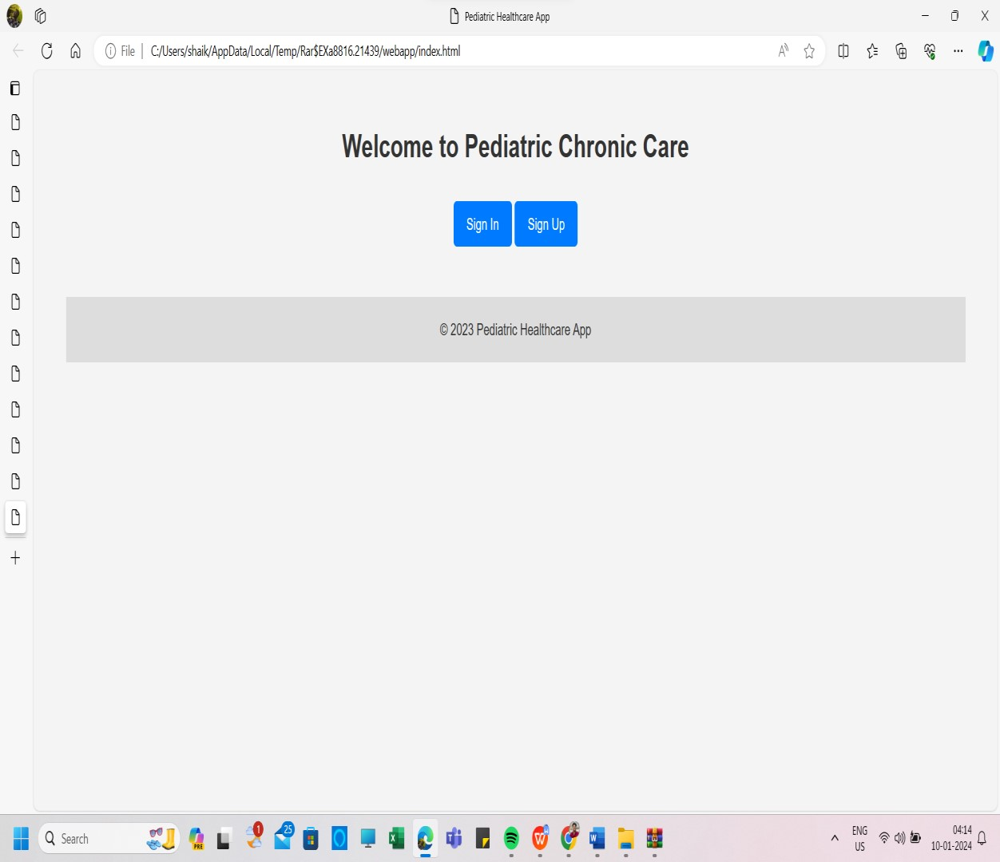 Pediatric Healthcare App
File
C:/Users/shaik/AppData/Local/Temp/Rar$EXa8816.21439/webapp/index.html
Welcome to Pediatric Chronic Care
Sign In Sign Up
© 2023 Pediatric Healthcare App
Search
PRE
1
25
ENG
US
04:14
10-01-2024